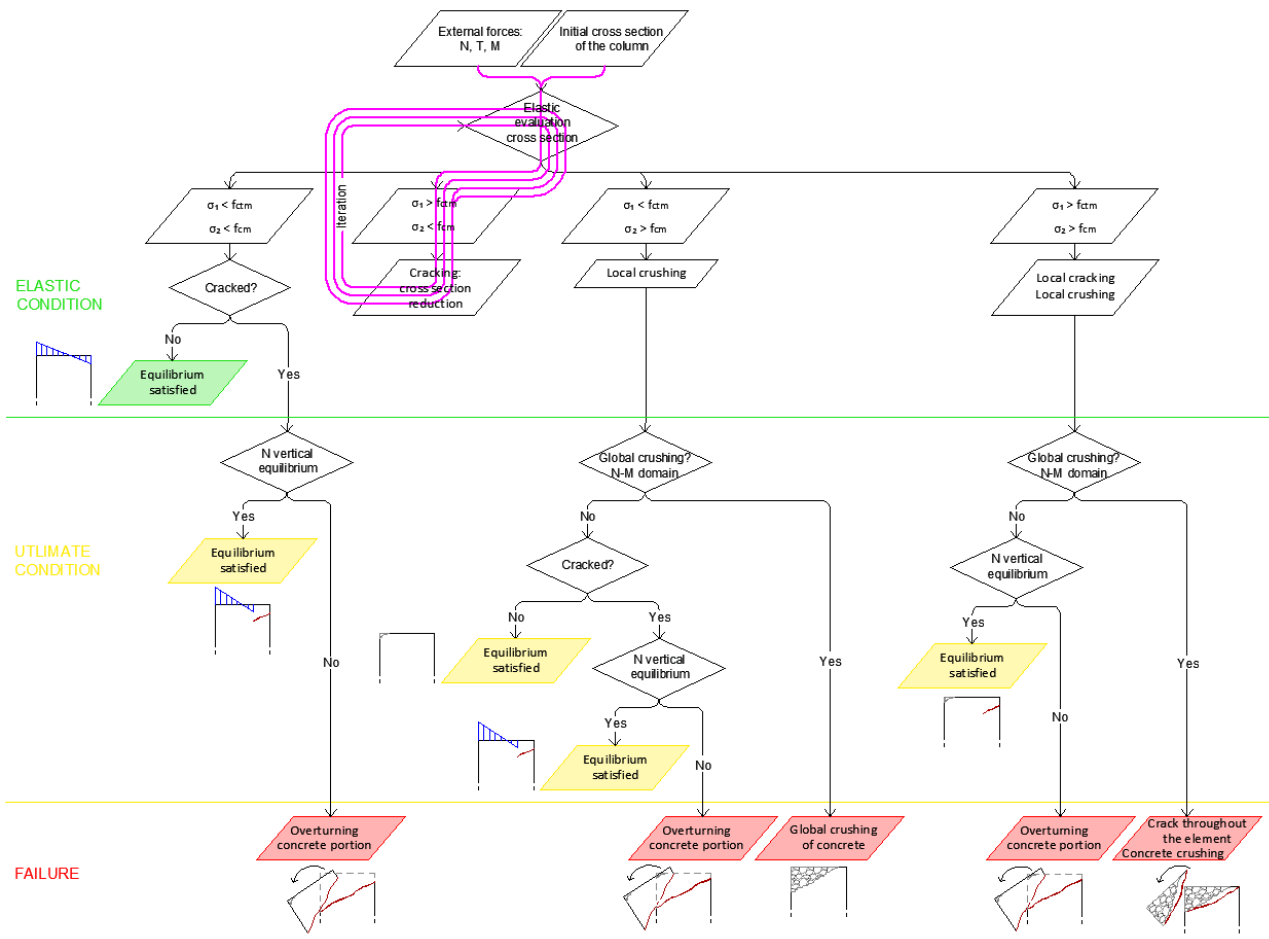 External forces:
N, T, M
Initial cross section
of the column
Elastic
evaluation
cross section
Iteration
σ₁ < fctm
σ₂ < fcm
σ₁ > fctm
σ₂ < fcm
σ₁ < fctm
σ₂ > fcm
σ₁ > fctm
σ₂ > fcm
Cracked?
Cracking:
cross section
reduction
Local crushing
Local cracking
Local crushing
ELASTIC
CONDITION
No
Yes
Equilibrium
satisfied
N vertical
equilibrium
Global crushing?
N-M domain
Global crushing?
N-M domain
Yes
No
No
Yes
No
Yes
UTLIMATE
CONDITION
Equilibrium
satisfied
Cracked?
N vertical
equilibrium
No
Yes
Yes
No
Equilibrium
satisfied
N vertical
equilibrium
Equilibrium
satisfied
Yes
No
Equilibrium
satisfied
Overturning
concrete portion
Overturning
concrete portion
Global crushing
of concrete
Overturning
concrete portion
Crack throughout
the element
Concrete crushing
FAILURE